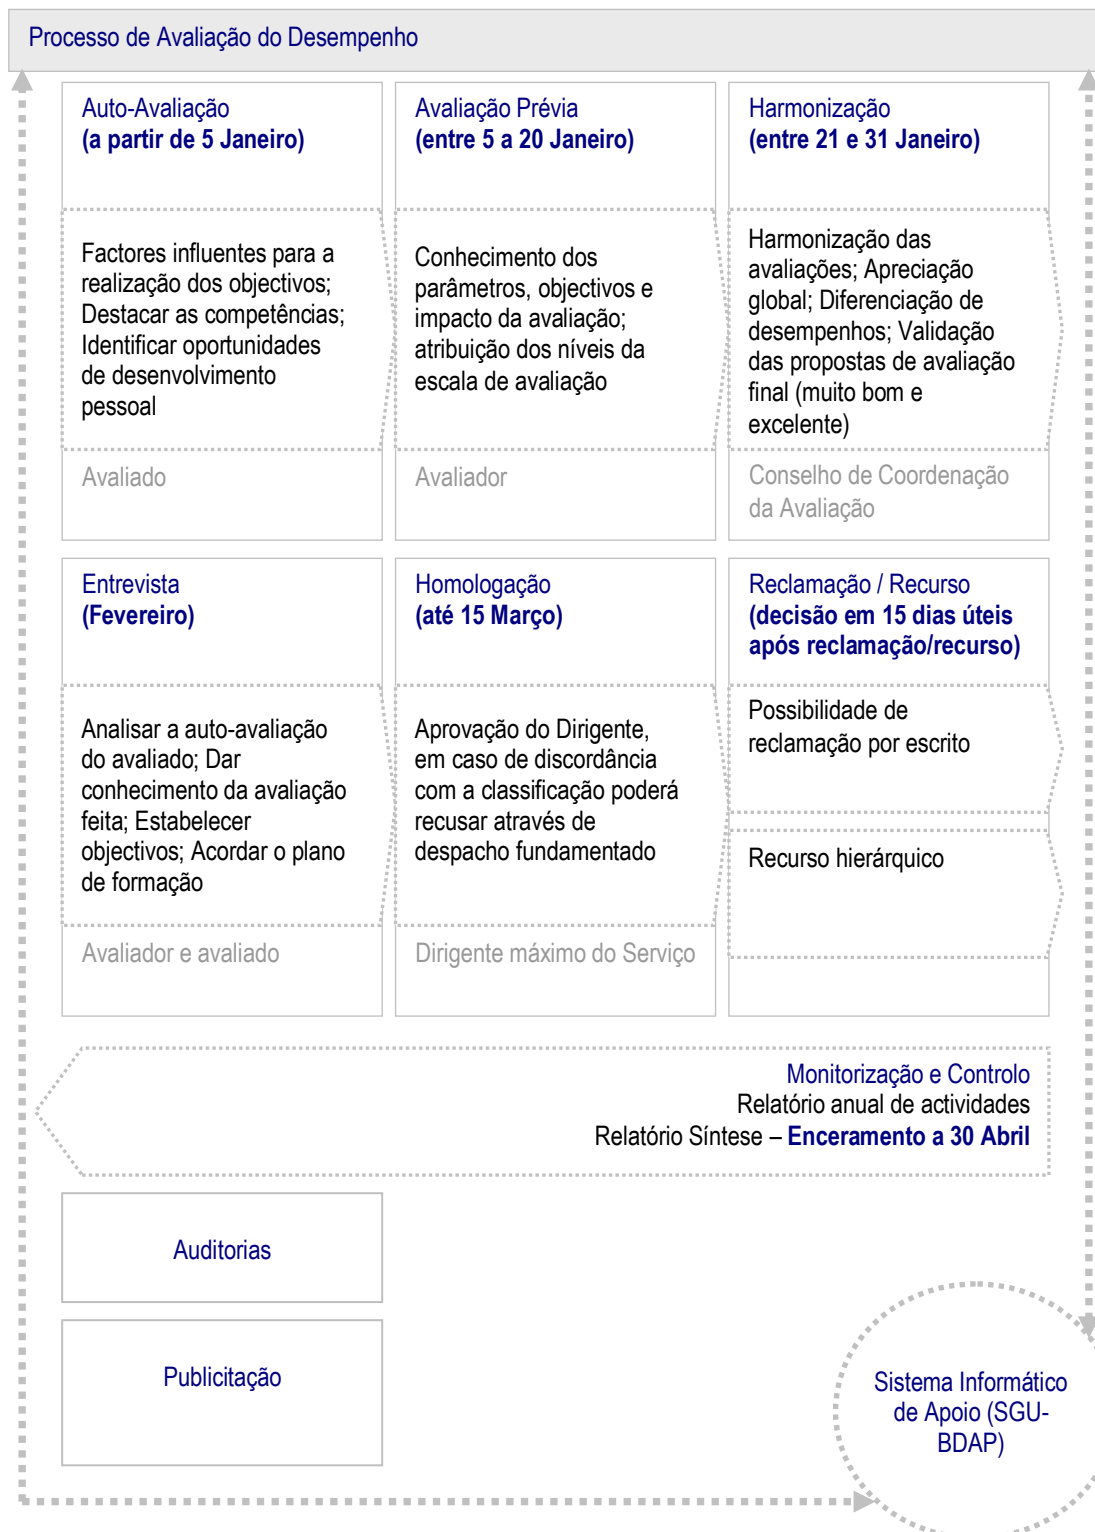 Processo de Avaliação do Desempenho
Auto-Avaliação
(a partir de 5 Janeiro)
Factores influentes para a
realização dos objectivos;
Destacar as competências;
Identificar oportunidades
de desenvolvimento
pessoal
Avaliado
Avaliação Prévia
(entre 5 a 20 Janeiro)
Conhecimento dos
parâmetros, objectivos e
impacto da avaliação;
atribuição dos níveis da
escala de avaliação
Avaliador
Harmonização
(entre 21 e 31 Janeiro)
Harmonização das
avaliações; Apreciação
global; Diferenciação de
desempenhos; Validação
das propostas de avaliação
final (muito bom e
excelente)
Conselho de Coordenação
da Avaliação
Entrevista
(Fevereiro)
Analisar a auto-avaliação
do avaliado; Dar
conhecimento da avaliação
feita; Estabelecer
objectivos; Acordar o plano
de formação
Avaliador e avaliado
Homologação
(até 15 Março)
Aprovação do Dirigente,
em caso de discordância
com a classificação poderá
recusar através de
despacho fundamentado
Dirigente máximo do Serviço
Reclamação / Recurso
(decisão em 15 dias úteis
após reclamação/recurso)
Possibilidade de
reclamação por escrito
Recurso hierárquico
Monitorização e Controlo
Relatório anual de actividades
Relatório Síntese – Enceramento a 30 Abril
Auditorias
Publicitação
Sistema Informático
de Apoio (SGU-
BDAP)